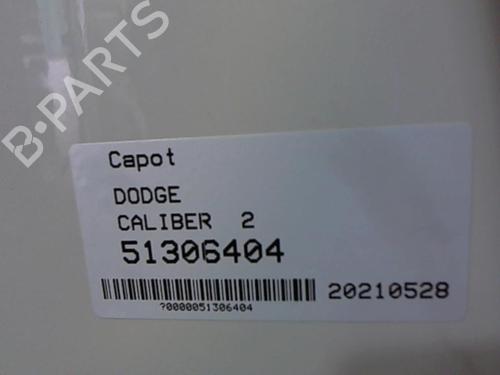 B-PARTS
Capot
DODGE
CALIBER 2
51306404
20210528
?0000051306404